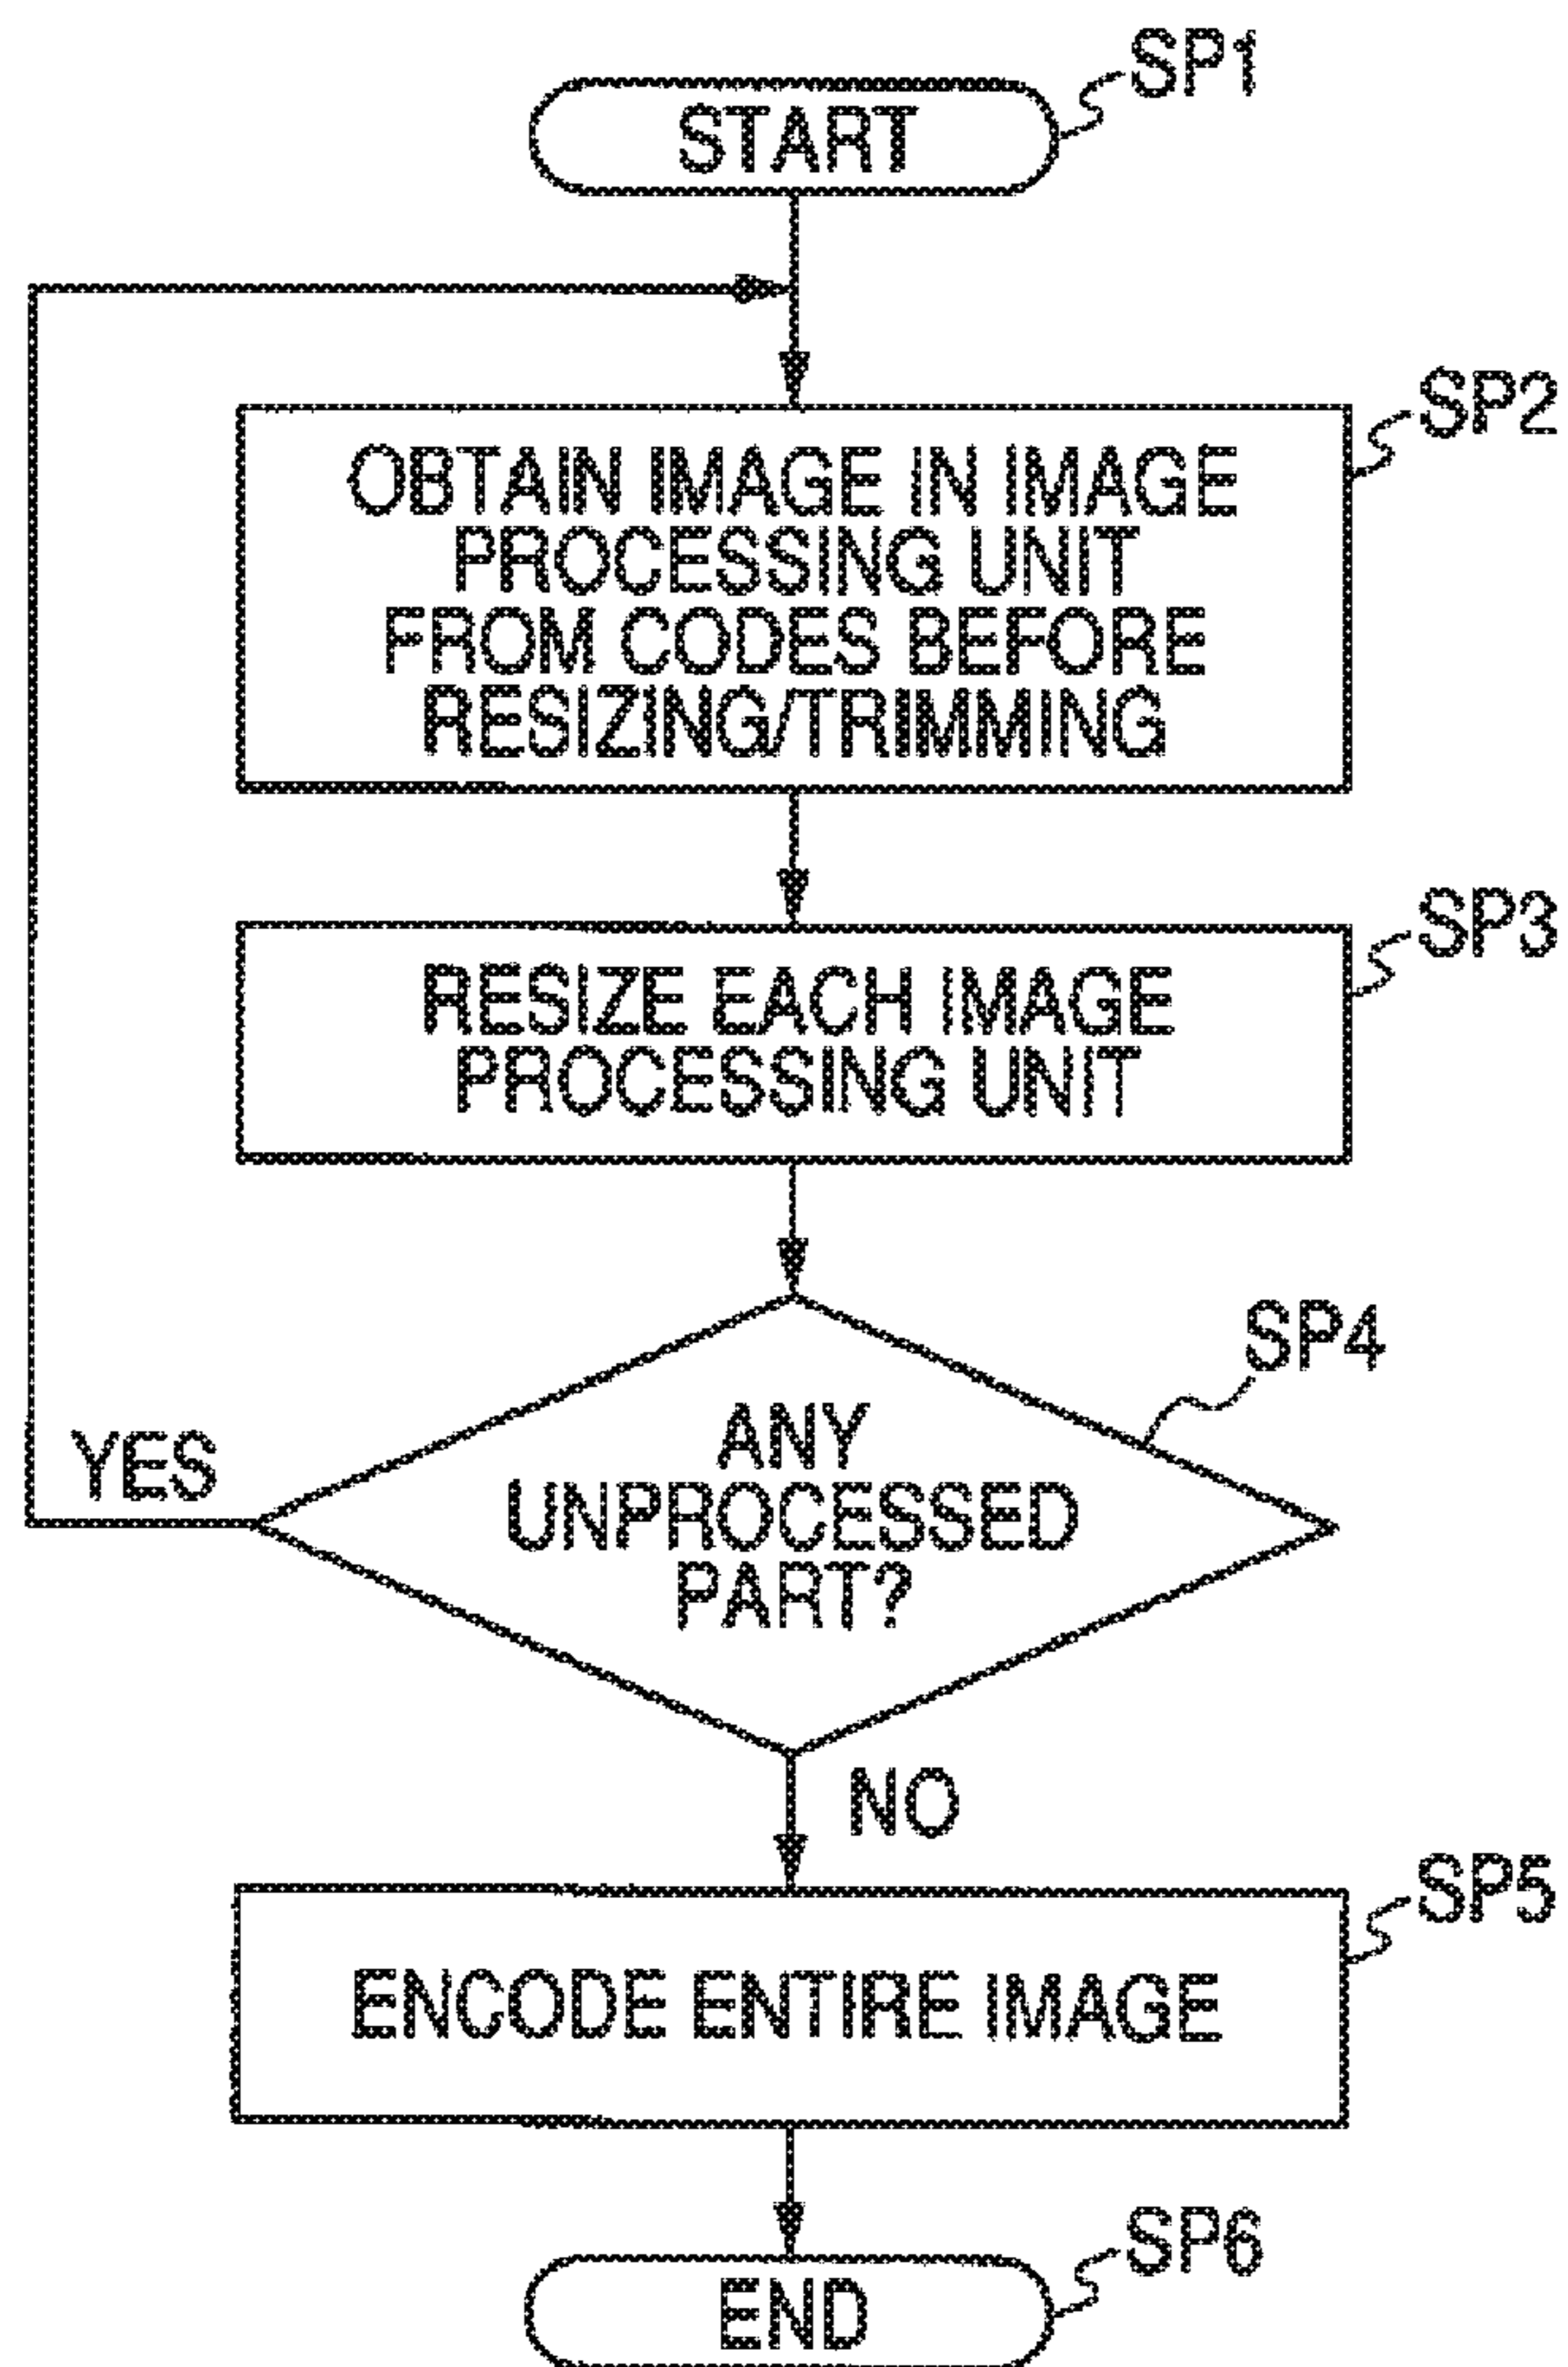 SP1
START
SP2
OBTAIN IMAGE IN IMAGE
PROCESSING UNIT
FROM CODES BEFORE
RESIZING/TRIMMING
SP3
RESIZE EACH IMAGE
PROCESSING UNIT
SP4
ANY
UNPROCESSED
PART?
YES
NO
SP5
ENCODE ENTIRE IMAGE
SP6
END